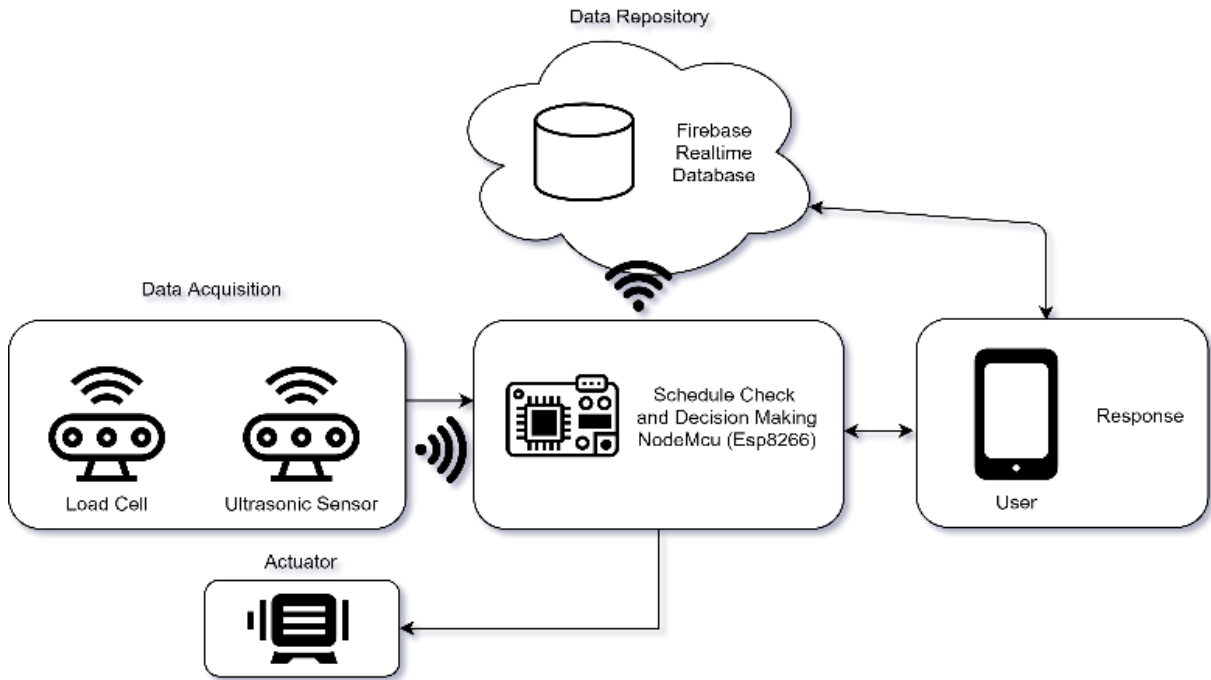 Data Repository
Firebase
Realtime
Database
Data Acquisition
Load Cell
Ultrasonic Sensor
Schedule Check
and Decision Making
NodeMcu (Esp8266)
Response
User
Actuator